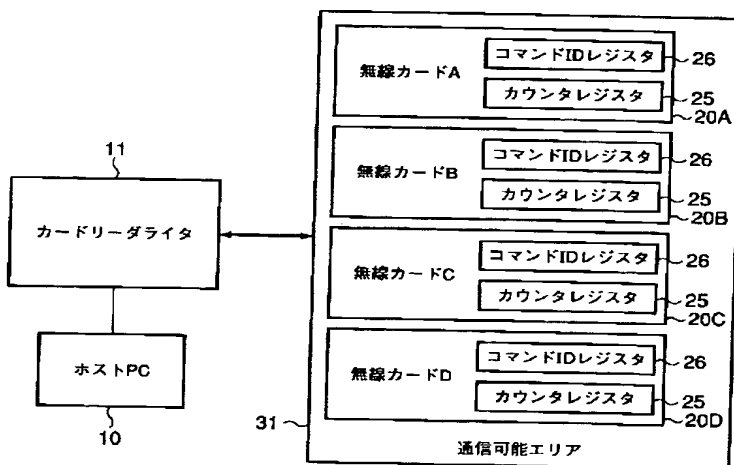 無線カードA
コマンドIDレジスタ
26
カウンタレジスタ
25
20A
無線カードB
コマンドIDレジスタ
26
カウンタレジスタ
25
20B
無線カードC
コマンドIDレジスタ
26
カウンタレジスタ
25
20C
無線カードD
コマンドIDレジスタ
26
カウンタレジスタ
25
20D
31
通信可能エリア
11
カードリーダライタ
ホストPC
10